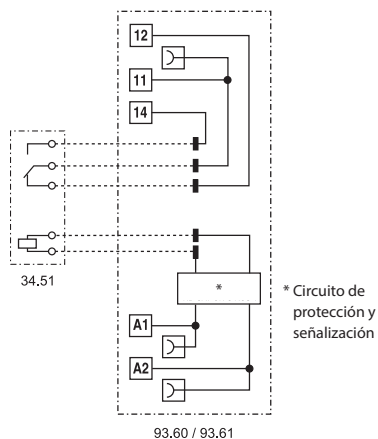 12
11
14
34.51
*
* Circuito de
protección y
señalización
A1
A2
93.60 / 93.61